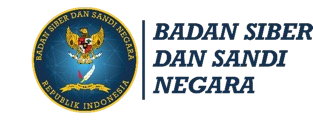 BADAN SIBER DAN SANDI NEGARA
REPUBLIK INDONESIA
BADAN SIBER
DAN SANDI
NEGARA